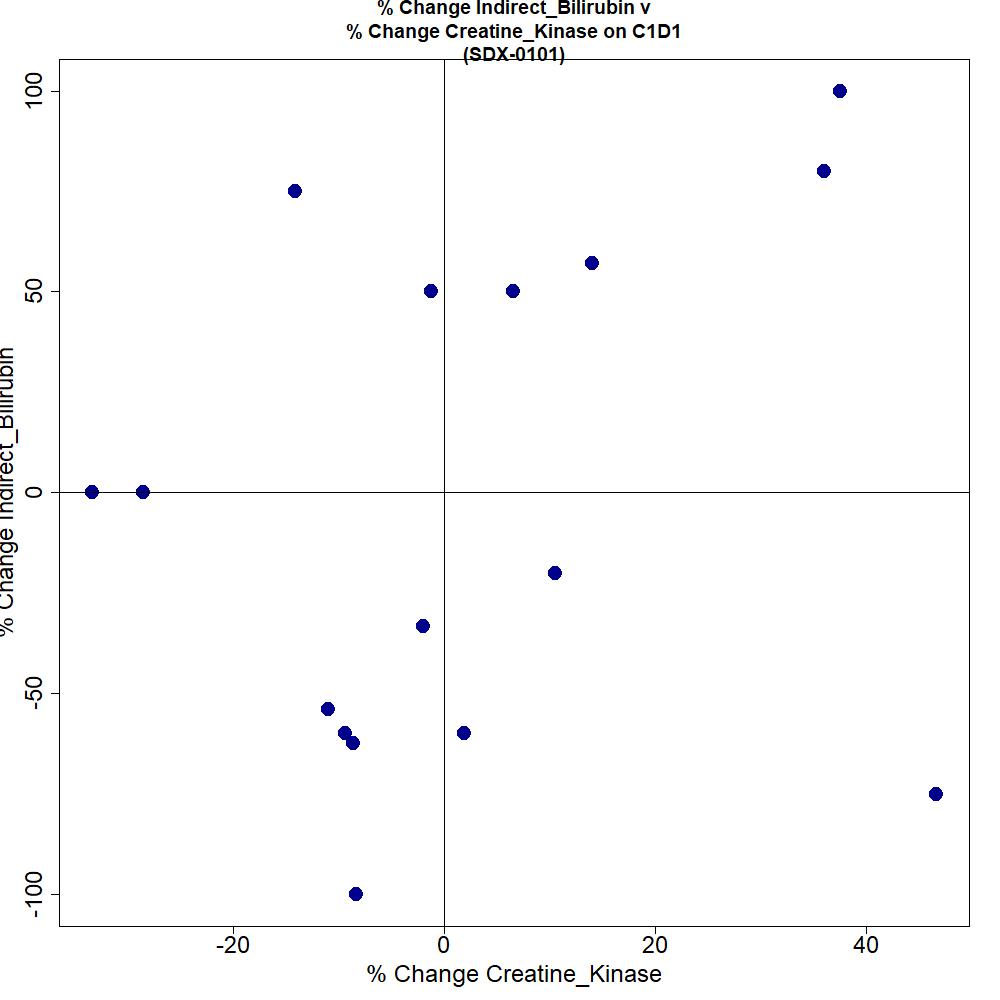 % Change Indirect_Bilirubin v
% Change Creatine_Kinase on C1D1
(SDX-0101)
% Change Indirect_Bilirubin
100
50
0
-50
-100
-20
0
20
40
% Change Creatine_Kinase